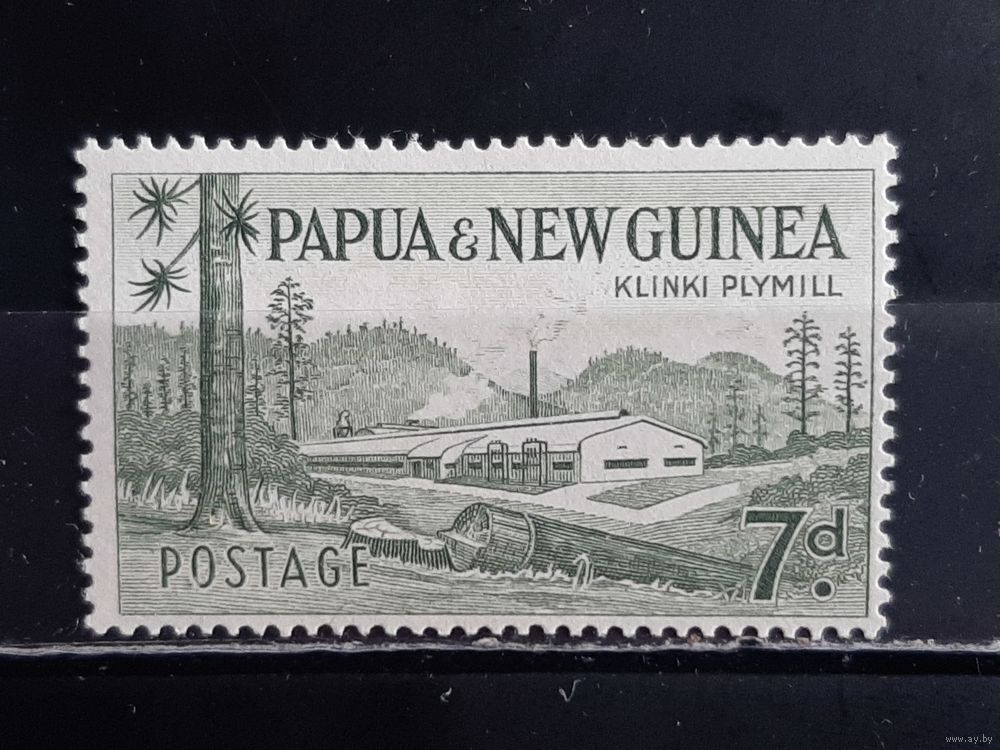 PAPUA & NEW GUINEA
KLINKI PLYMILL
POSTAGE
7d.
www.ay.by